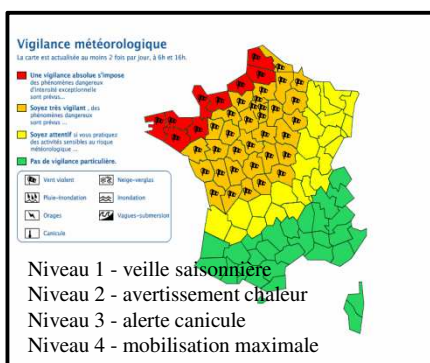 Vigilance météorologique
La carte est actualisée au moins 2 fois par jour, à 6h et 16h.
Une vigilance absolue s'impose
des phénomènes dangereux
d'intensité exceptionnelle
sont prévus...
Soyez très vigilant , des
phénomènes dangereux
sont prévus ...
Soyez attentif si vous pratiquez
des activités sensibles au risque
météorologique ...
Pas de vigilance particulière.
Vent violent
Neige-verglas
Pluie-Inondation
Inondation
Orages
Vagues-submersion
Canicule
Niveau 1 - veille saisonnière
Niveau 2 - avertissement chaleur
Niveau 3 - alerte canicule
Niveau 4 - mobilisation maximale